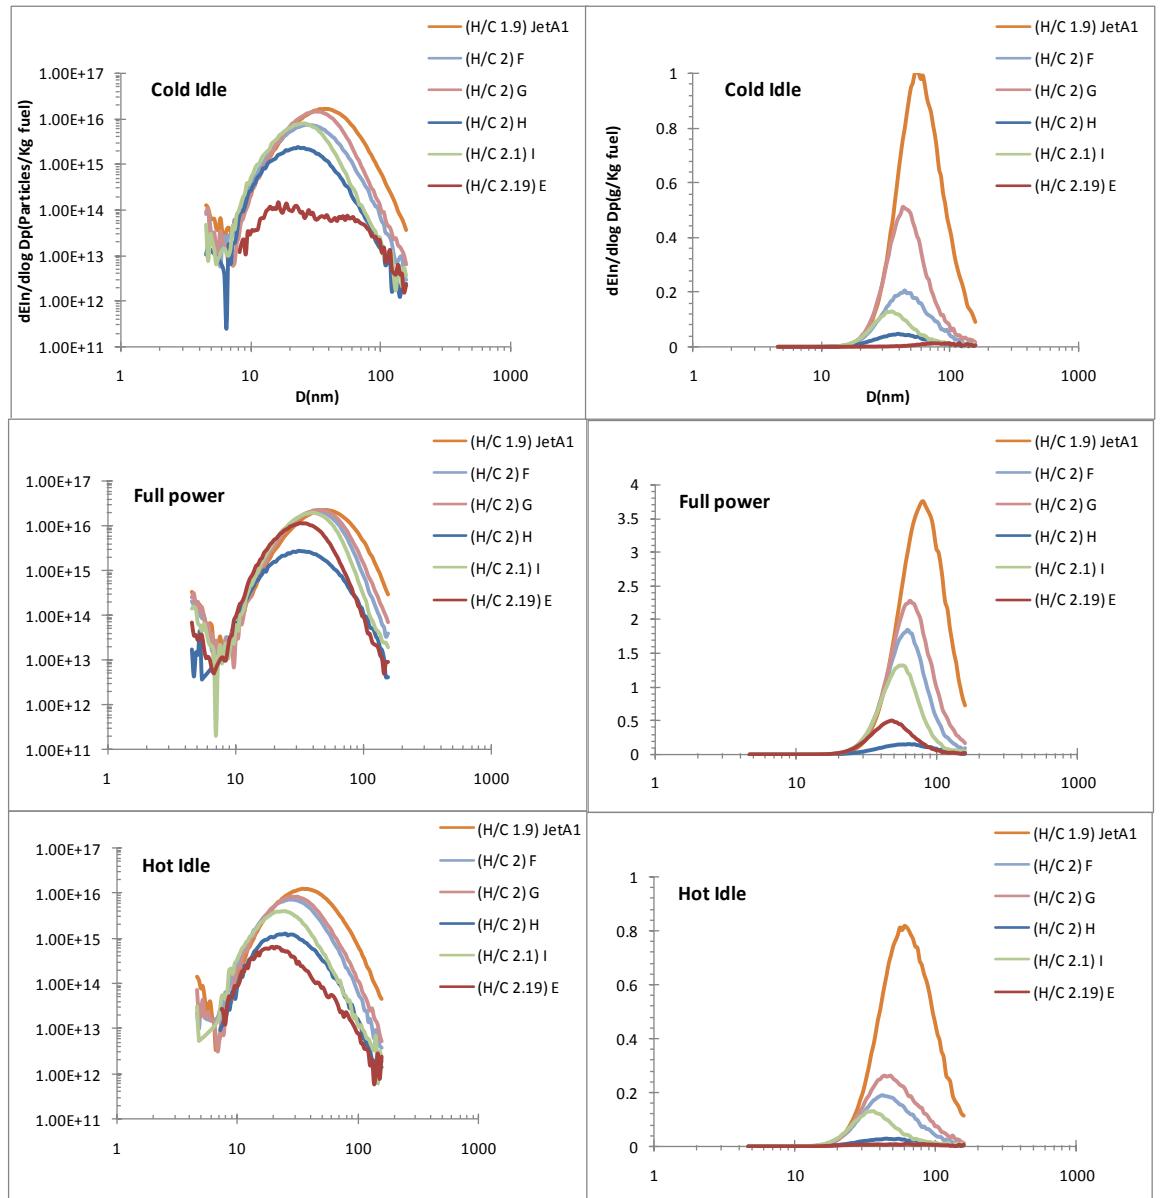 (H/C 1.9) JetA1
(H/C 2) F
(H/C 2) G
(H/C 2) H
(H/C 2.1) I
(H/C 2.19) E
Cold Idle
dEIn/dlog Dp(Particles/Kg fuel)
1.00E+17
1.00E+16
1.00E+15
1.00E+14
1.00E+13
1.00E+12
1.00E+11
1 10 100 1000
D(nm)
(H/C 1.9) JetA1
(H/C 2) F
(H/C 2) G
(H/C 2) H
(H/C 2.1) I
(H/C 2.19) E
Cold Idle
dEIn/dlog Dp(g/Kg fuel)
1
0.8
0.6
0.4
0.2
0
1 10 100 1000
D(nm)
(H/C 1.9) JetA1
(H/C 2) F
(H/C 2) G
(H/C 2) H
(H/C 2.1) I
(H/C 2.19) E
Full power
1.00E+17
1.00E+16
1.00E+15
1.00E+14
1.00E+13
1.00E+12
1.00E+11
1 10 100 1000
(H/C 1.9) JetA1
(H/C 2) F
(H/C 2) G
(H/C 2) H
(H/C 2.1) I
(H/C 2.19) E
Full power
4
3.5
3
2.5
2
1.5
1
0.5
0
1 10 100 1000
(H/C 1.9) JetA1
(H/C 2) F
(H/C 2) G
(H/C 2) H
(H/C 2.1) I
(H/C 2.19) E
Hot Idle
1.00E+17
1.00E+16
1.00E+15
1.00E+14
1.00E+13
1.00E+12
1.00E+11
1 10 100 1000
(H/C 1.9) JetA1
(H/C 2) F
(H/C 2) G
(H/C 2) H
(H/C 2.1) I
(H/C 2.19) E
Hot Idle
1
0.8
0.6
0.4
0.2
0
1 10 100 1000